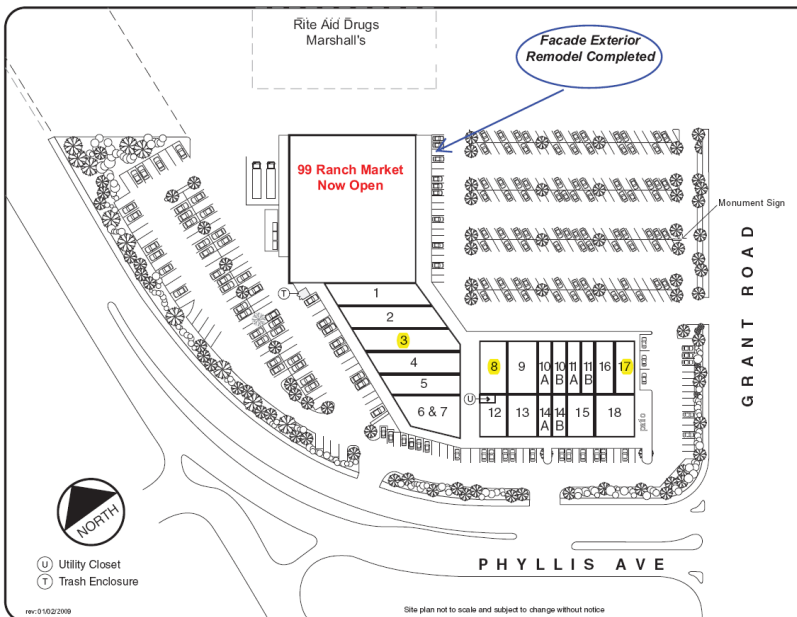 Rite Aid Drugs
Marshall's
Facade Exterior
Remodel Completed
99 Ranch Market
Now Open
Monument Sign
GRANT ROAD
T
1
2
3
4
5
6 & 7
8
9
10 A
10 B
11 A
11 B
16
17
U
12
13
14 A
14 B
15
18
patio
NORTH
PHYLLIS AVE
U Utility Closet
T Trash Enclosure
rev: 01/02/2009
Site plan not to scale and subject to change without notice